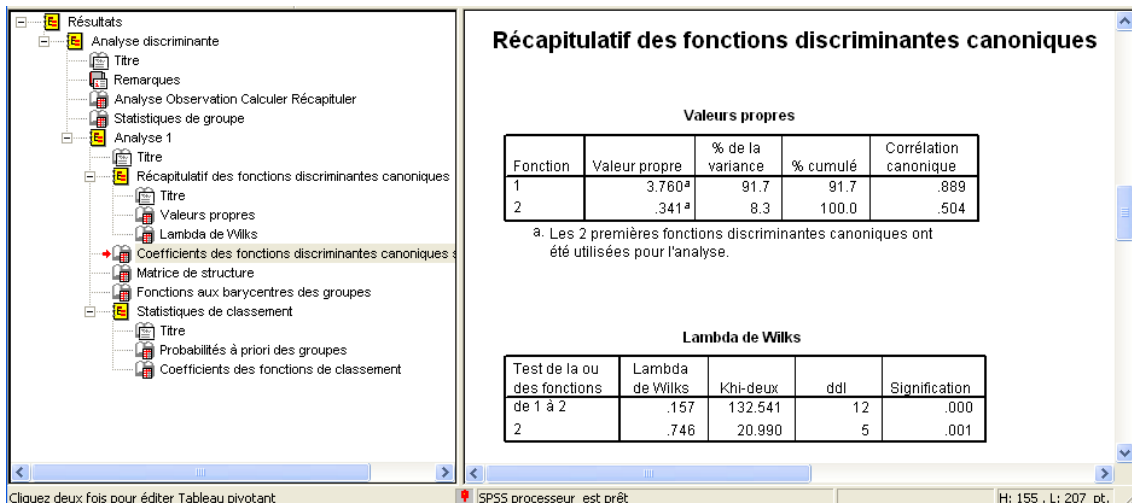 Résultats
Analyse discriminante
Titre
Remarques
Analyse Observation Calculer Récapituler
Statistiques de groupe
Analyse 1
Titre
Récapitulatif des fonctions discriminantes canoniques
Titre
Valeurs propres
Lambda de Wilks
Coefficients des fonctions discriminantes canoniques s
Matrice de structure
Fonctions aux barycentres des groupes
Statistiques de classement
Titre
Probabilités à priori des groupes
Coefficients des fonctions de classement
Récapitulatif des fonctions discriminantes canoniques
Valeurs propres
Fonction Valeur propre % de la variance % cumulé Corrélation canonique
1 3.760a 91.7 91.7 .889
2 .341a 8.3 100.0 .504
a. Les 2 premières fonctions discriminantes canoniques ont
été utilisées pour l'analyse.
Lambda de Wilks
Test de la ou des fonctions Lambda de Wilks Khi-deux ddl Signification
de 1 à 2 .157 132.541 12 .000
2 .746 20.990 5 .001
Cliquez deux fois pour éditer Tableau pivotant SPSS processeur est prêt H: 155 , L: 207 pt.